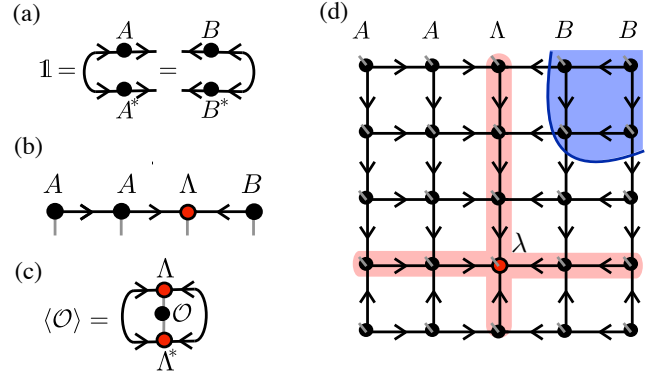 (a)
A B
𝟙 = =
A* B*
(b)
A A Λ B
(c)
Λ
⟨𝒪⟩ = 𝒪
Λ*
(d)
A A Λ B B
λ